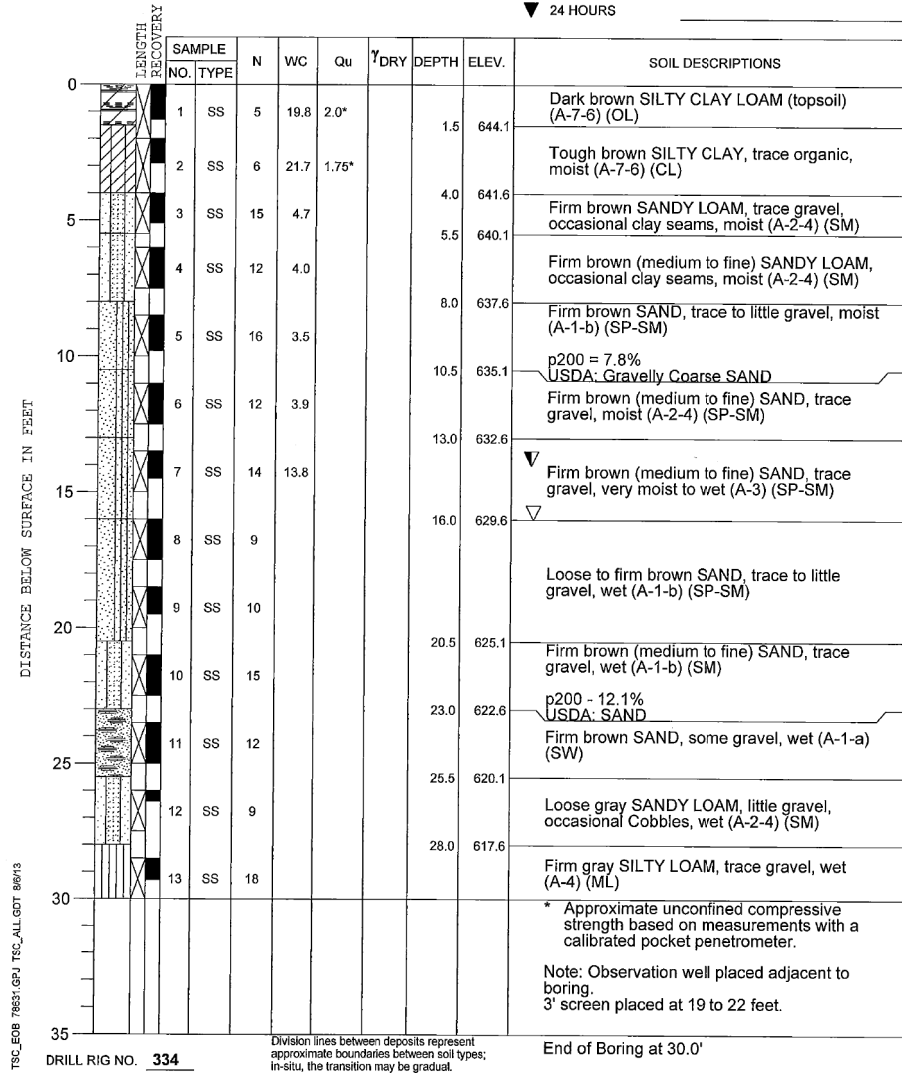 ▼ 24 HOURS
LENGTH
RECOVERY
SAMPLE
NO. TYPE N WC Qu γDRY DEPTH ELEV. SOIL DESCRIPTIONS
0
Dark brown SILTY CLAY LOAM (topsoil)
1 SS 5 19.8 2.0*
(A-7-6) (OL)
1.5 644.1
Tough brown SILTY CLAY, trace organic,
2 SS 6 21.7 1.75*
moist (A-7-6) (CL)
4.0 641.6
Firm brown SANDY LOAM, trace gravel,
3 SS 15 4.7
5
occasional clay seams, moist (A-2-4) (SM)
5.5 640.1
Firm brown (medium to fine) SANDY LOAM,
4 SS 12 4.0
occasional clay seams, moist (A-2-4) (SM)
8.0 637.6
Firm brown SAND, trace to little gravel, moist
(A-1-b) (SP-SM)
5 SS 16 3.5
10
p200 = 7.8%
10.5 635.1
USDA: Gravelly Coarse SAND
Firm brown (medium to fine) SAND, trace
6 SS 12 3.9
gravel, moist (A-2-4) (SP-SM)
13.0 632.6
Firm brown (medium to fine) SAND, trace
7 SS 14 13.8
gravel, very moist to wet (A-3) (SP-SM)
15
16.0 629.6
8 SS 9
Loose to firm brown SAND, trace to little
gravel, wet (A-1-b) (SP-SM)
9 SS 10
20
20.5 625.1
Firm brown (medium to fine) SAND, trace
gravel, wet (A-1-b) (SM)
10 SS 15
p200 - 12.1%
23.0 622.6
USDA: SAND
Firm brown SAND, some gravel, wet (A-1-a)
(SW)
11 SS 12
25
25.5 620.1
Loose gray SANDY LOAM, little gravel,
12 SS 9
occasional Cobbles, wet (A-2-4) (SM)
28.0 617.6
Firm gray SILTY LOAM, trace gravel, wet
(A-4) (ML)
13 SS 18
30
* Approximate unconfined compressive
strength based on measurements with a
calibrated pocket penetrometer.
Note: Observation well placed adjacent to
boring.
3' screen placed at 19 to 22 feet.
35
DISTANCE BELOW SURFACE IN FEET
TSC_EOB 78631.GPJ TSC_ALL.GDT 8/6/13
DRILL RIG NO. 334
Division lines between deposits represent
approximate boundaries between soil types;
in-situ, the transition may be gradual.
End of Boring at 30.0'